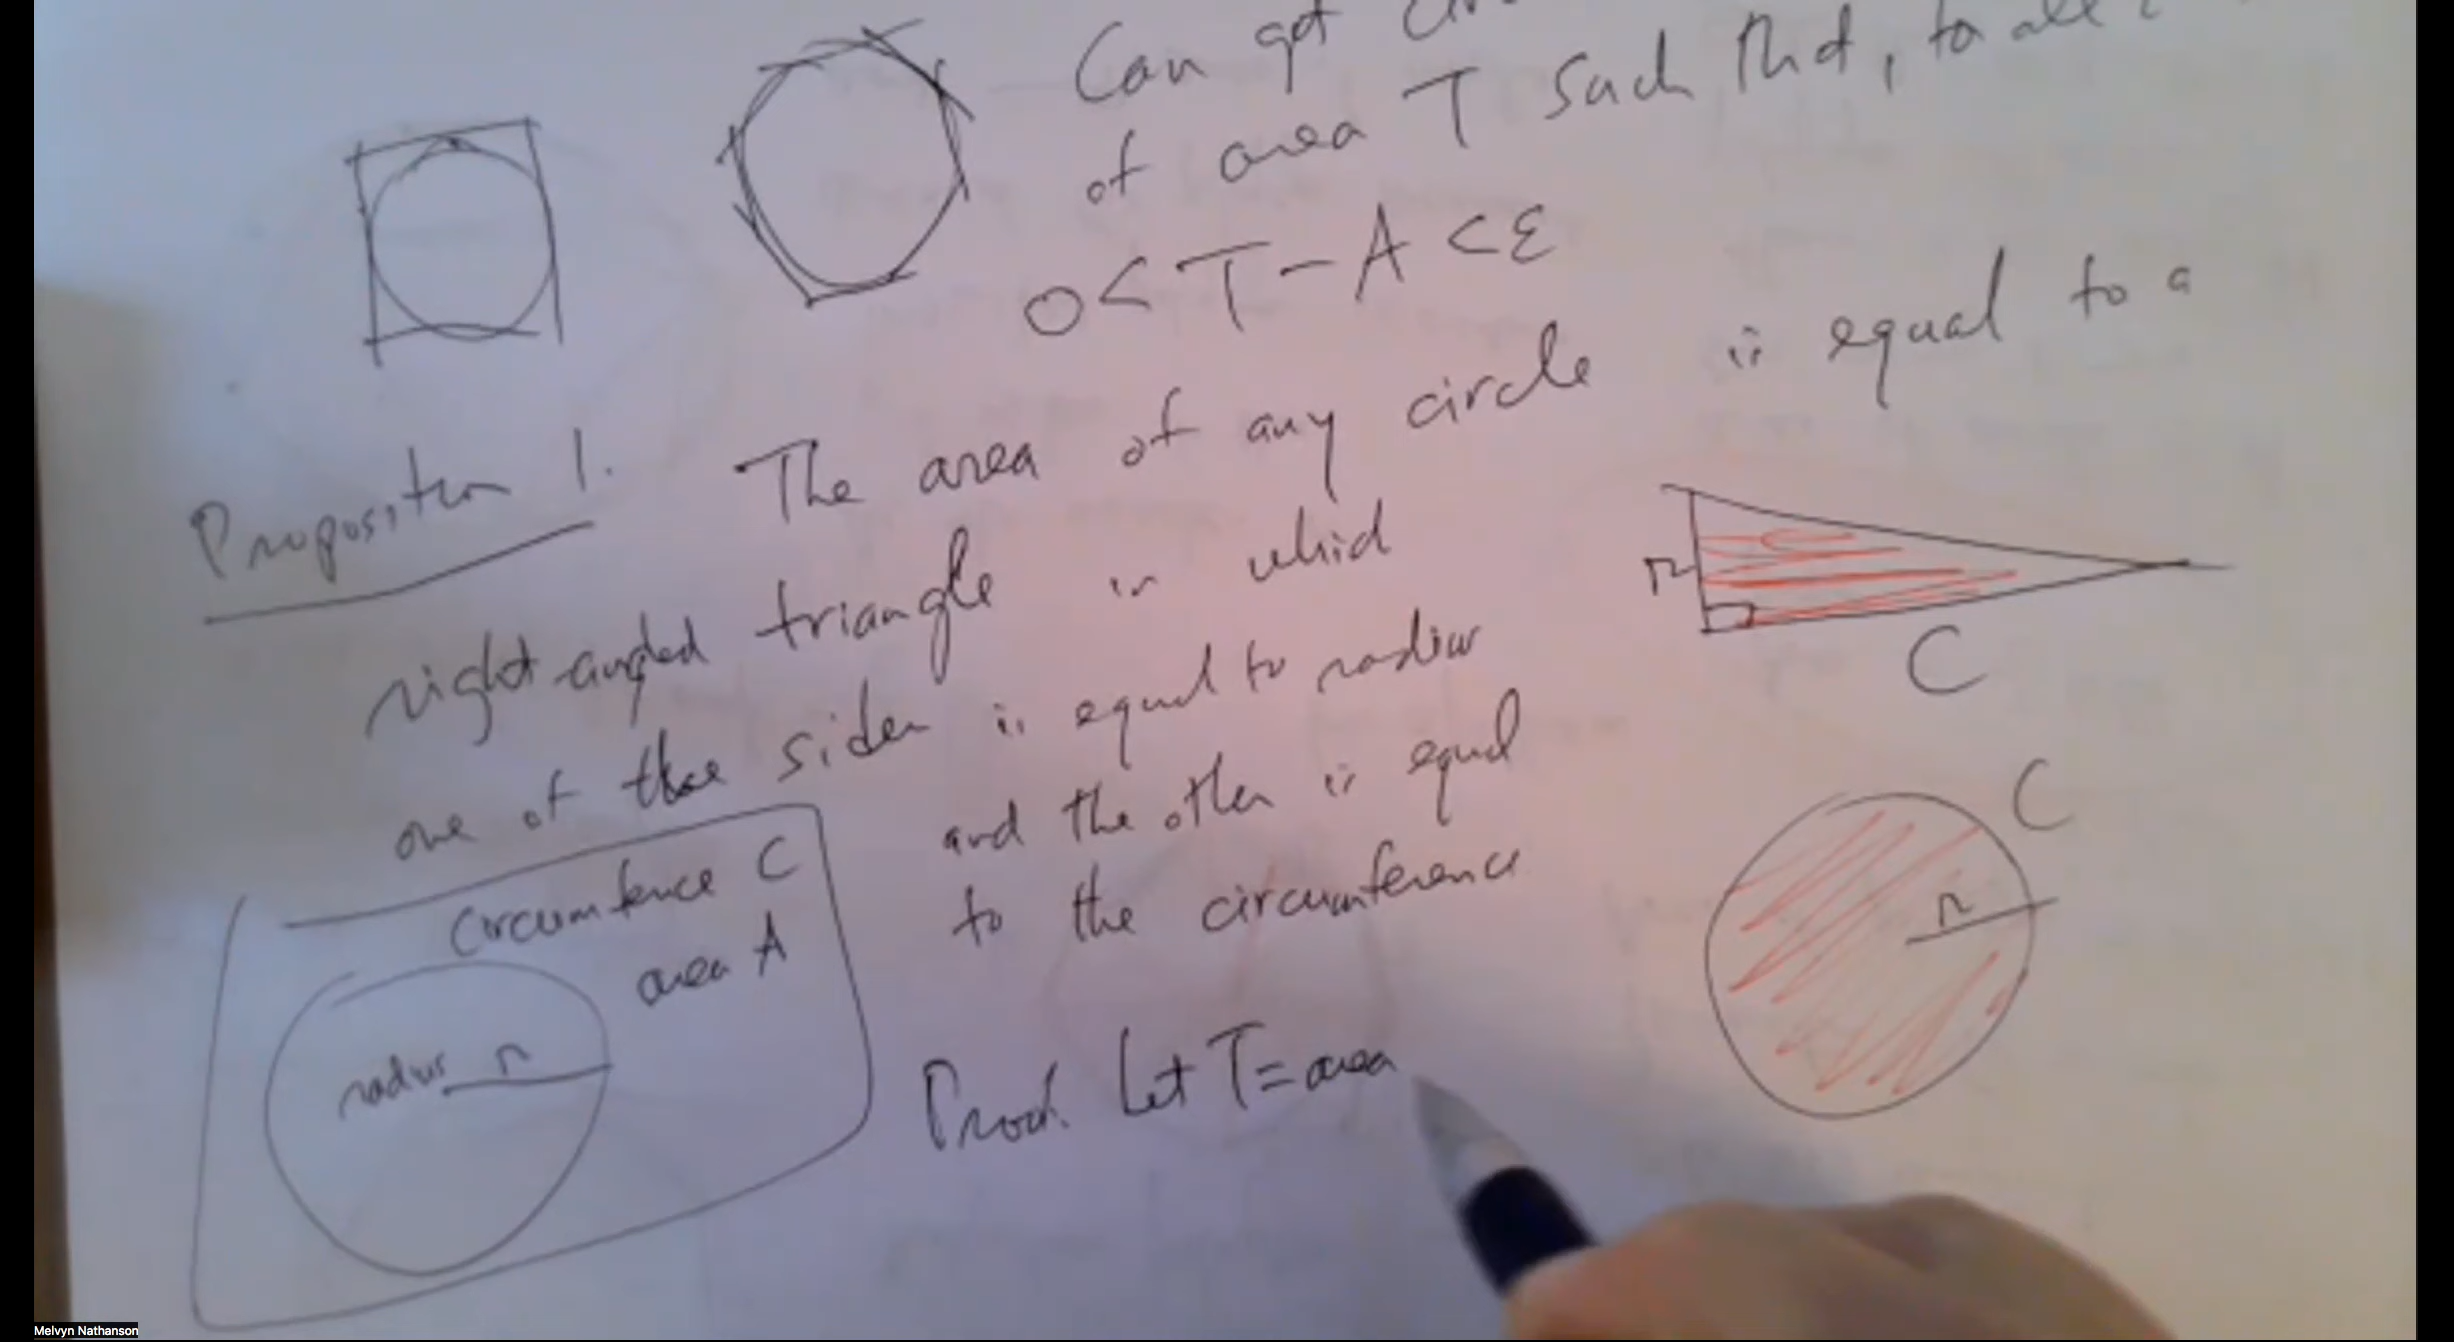 Can get
of area T such that, to all
0 < T - A < ε
Proposition 1. The area of any circle is equal to a
right-angled triangle in which
one of the sides is equal to radius
and the other is equal
to the circumference
r
C
C
r
circumference C
area A
radius r
Proof. Let T = area
Melvyn Nathanson